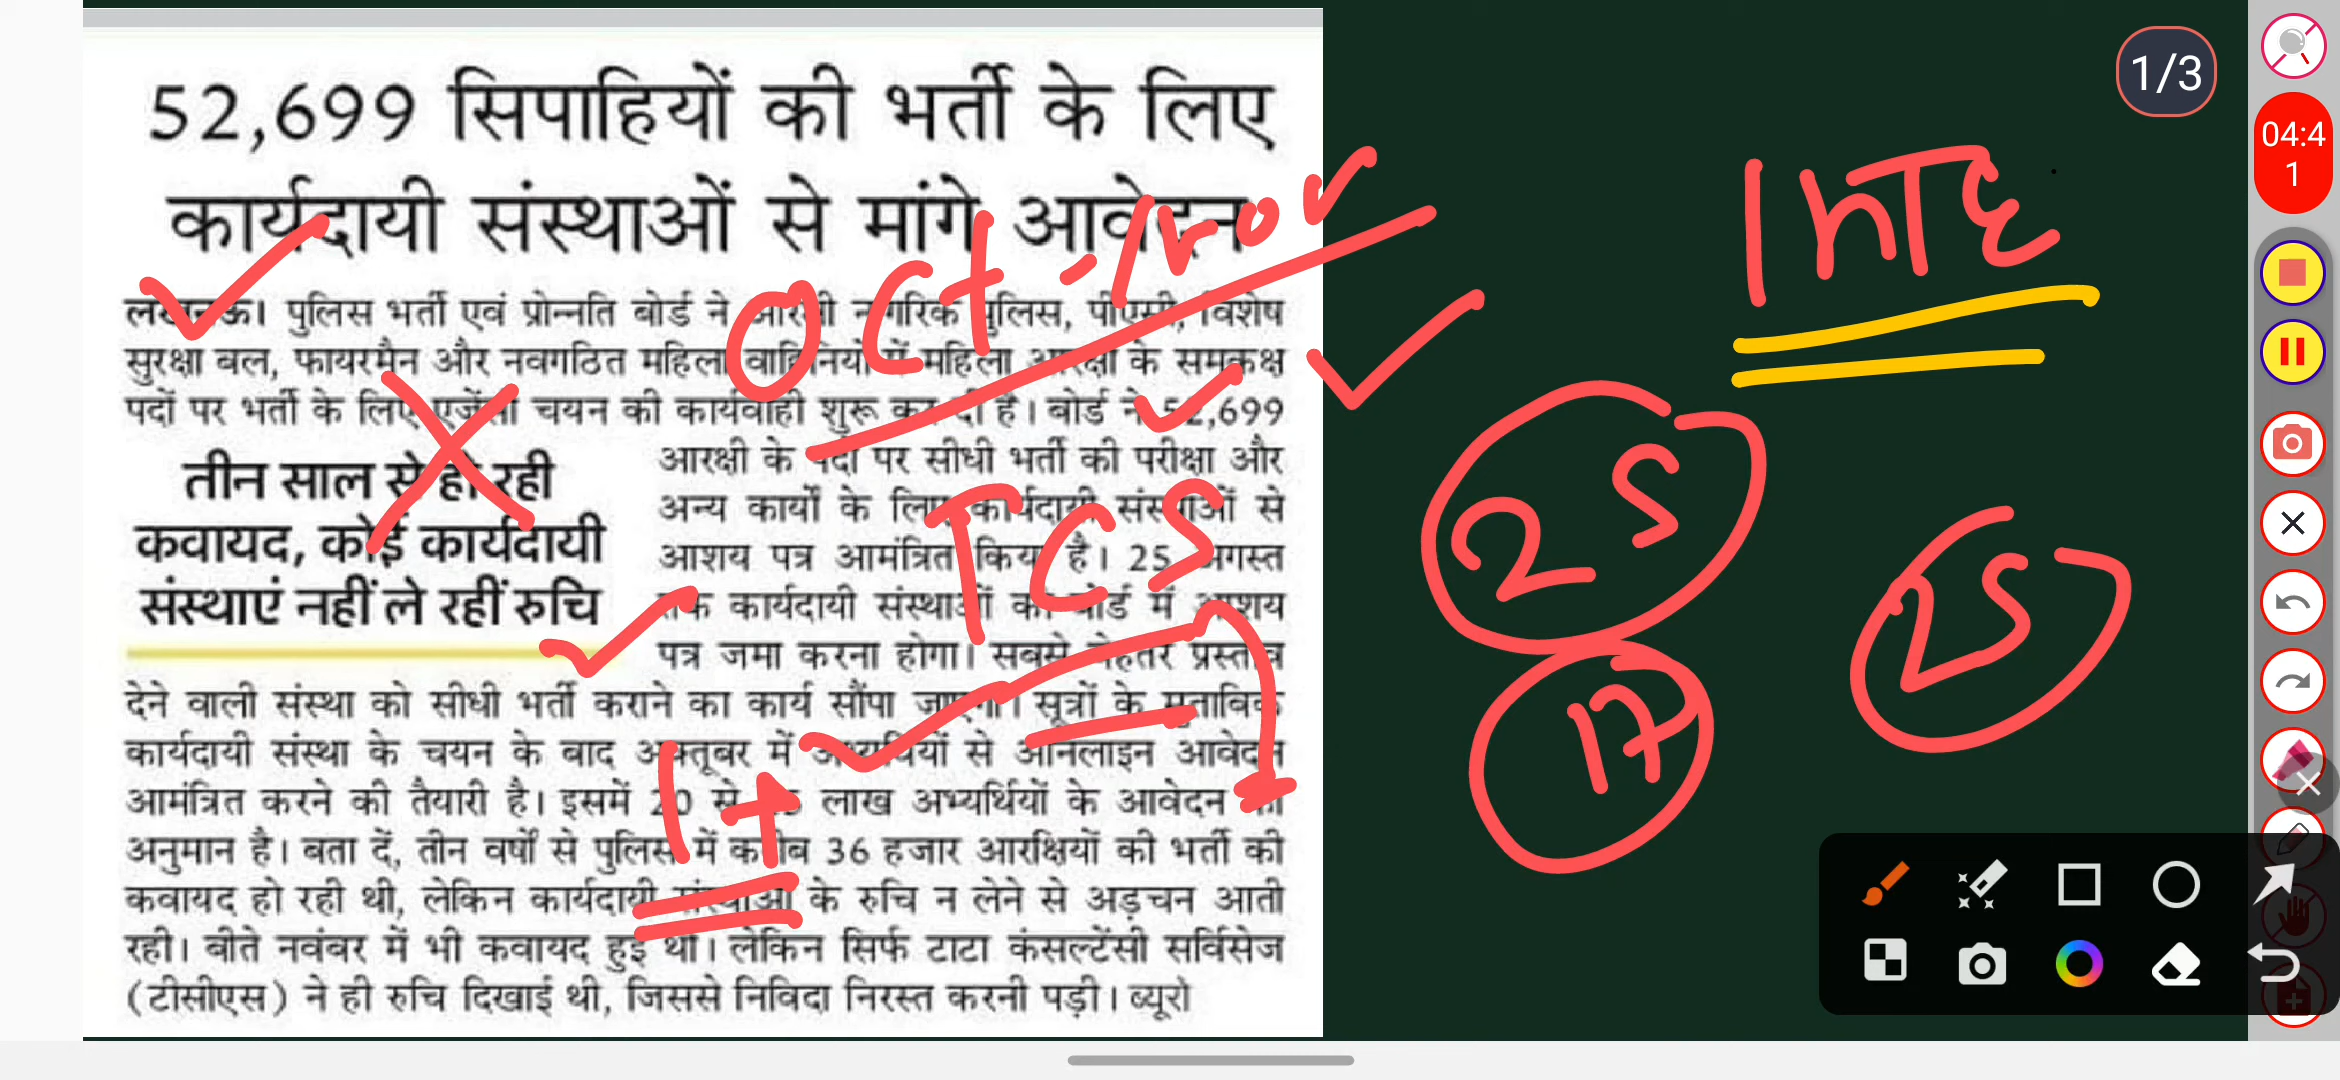 52,699 सिपाहियों की भर्ती के लिए
कार्यदायी संस्थाओं से मांगे आवेदन
लखनऊ। पुलिस भर्ती एवं प्रोन्नति बोर्ड ने आरक्षी नागरिक पुलिस, पीएसी, विशेष
सुरक्षा बल, फायरमैन और नवगठित महिला वाहिनियों में महिला आरक्षी के समकक्ष
पदों पर भर्ती के लिए एजेंसी चयन की कार्यवाही शुरू कर दी है। बोर्ड ने 52,699
आरक्षी के पदों पर सीधी भर्ती की परीक्षा और
अन्य कार्यों के लिए कार्यदायी संस्थाओं से
आशय पत्र आमंत्रित किया है। 25 अगस्त
तक कार्यदायी संस्थाओं को बोर्ड में आशय
पत्र जमा करना होगा। सबसे बेहतर प्रस्ताव
तीन साल से हो रही
कवायद, कोई कार्यदायी
संस्थाएं नहीं ले रहीं रुचि
देने वाली संस्था को सीधी भर्ती कराने का कार्य सौंपा जाएगा। सूत्रों के मुताबिक
कार्यदायी संस्था के चयन के बाद अक्तूबर में अभ्यर्थियों से ऑनलाइन आवेदन
आमंत्रित करने की तैयारी है। इसमें 20 से लाख अभ्यर्थियों के आवेदन का
अनुमान है। बता दें, तीन वर्षों से पुलिस में करीब 36 हजार आरक्षियों की भर्ती की
कवायद हो रही थी, लेकिन कार्यदायी संस्थाओं के रुचि न लेने से अड़चन आती
रही। बीते नवंबर में भी कवायद हुई थी। लेकिन सिर्फ टाटा कंसल्टेंसी सर्विसेज
(टीसीएस) ने ही रुचि दिखाई थी, जिससे निविदा निरस्त करनी पड़ी। ब्यूरो
Oct - Nov
TCS
1+
1/3
25
17
25
04:4
1